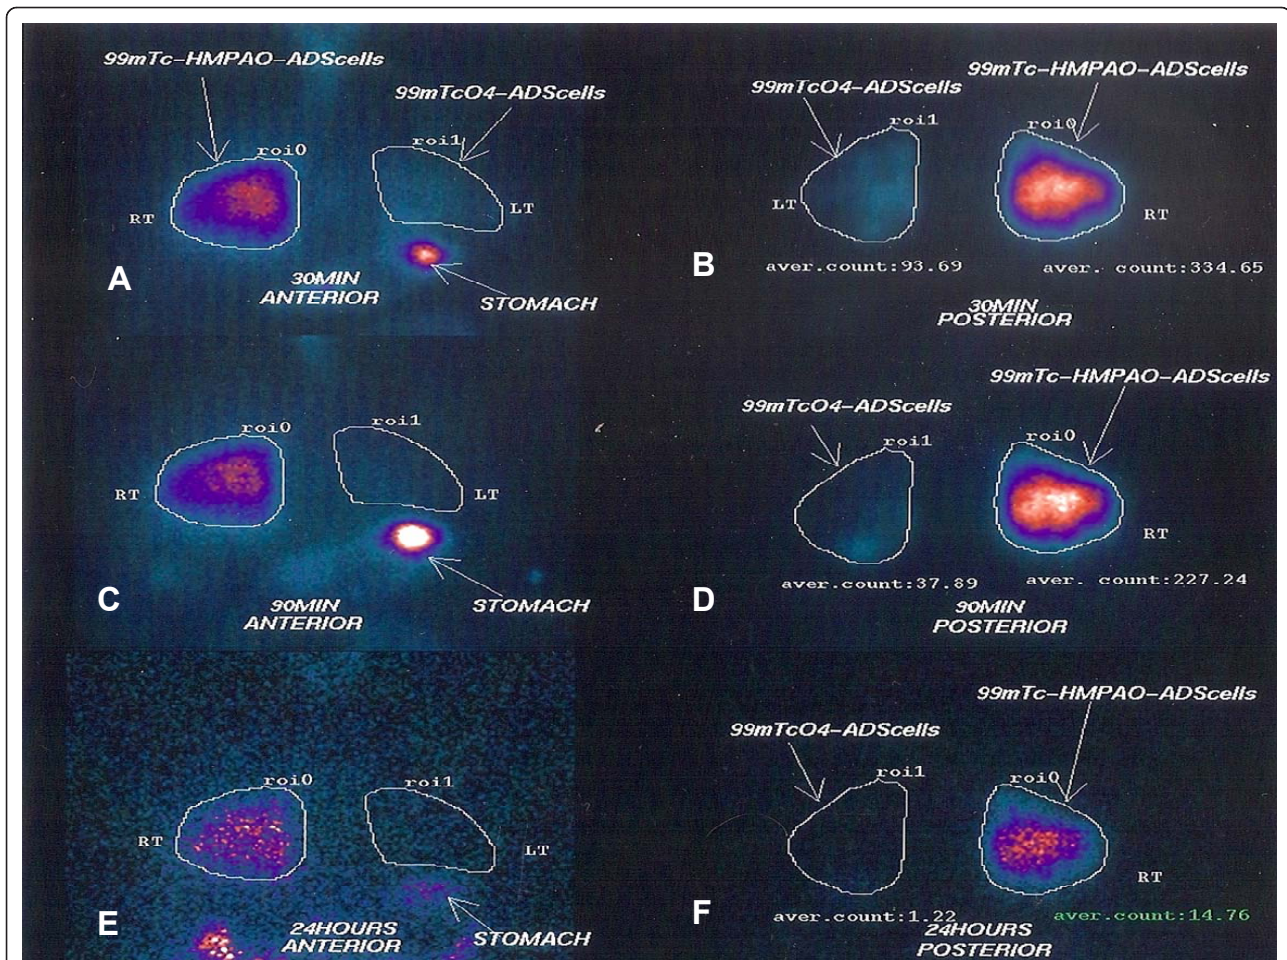 99mTc-HMPAO-ADScells
99mTcO4-ADScells
roi0
roi1
RT
LT
A
30MIN
ANTERIOR
STOMACH
99mTcO4-ADScells
99mTc-HMPAO-ADScells
roi1
roi0
LT
RT
B
aver.count:93.69
aver. count:334.65
30MIN
POSTERIOR
roi0
roi1
RT
LT
C
90MIN
ANTERIOR
STOMACH
99mTc-HMPAO-ADScells
99mTcO4-ADScells
roi1
roi0
RT
D
aver.count:37.89
aver. count:227.24
90MIN
POSTERIOR
roi0
roi1
RT
LT
E
24HOURS
ANTERIOR
STOMACH
99mTc-HMPAO-ADScells
99mTcO4-ADScells
roi1
roi0
RT
F
aver.count:1.22
aver.count:14.76
24HOURS
POSTERIOR